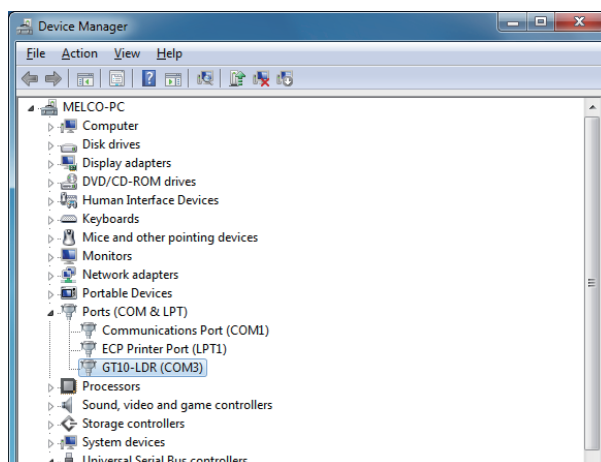 Device Manager
File Action View Help
MELCO-PC
Computer
Disk drives
Display adapters
DVD/CD-ROM drives
Human Interface Devices
Keyboards
Mice and other pointing devices
Monitors
Network adapters
Portable Devices
Ports (COM & LPT)
Communications Port (COM1)
ECP Printer Port (LPT1)
GT10-LDR (COM3)
Processors
Sound, video and game controllers
Storage controllers
System devices
Universal Serial Bus controllers